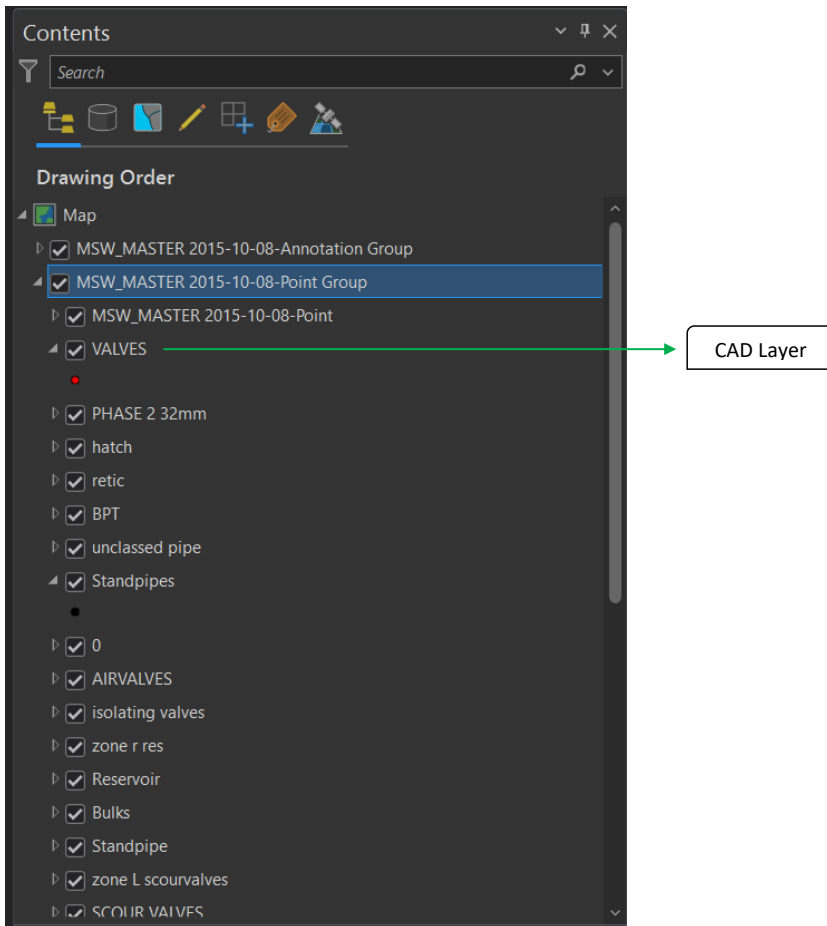 Contents
Search
Drawing Order
Map
MSW_MASTER 2015-10-08-Annotation Group
MSW_MASTER 2015-10-08-Point Group
MSW_MASTER 2015-10-08-Point
VALVES
CAD Layer
PHASE 2 32mm
hatch
retic
BPT
unclassed pipe
Standpipes
0
AIRVALVES
isolating valves
zone r res
Reservoir
Bulks
Standpipe
zone L scourvalves
SCOUR VALVES